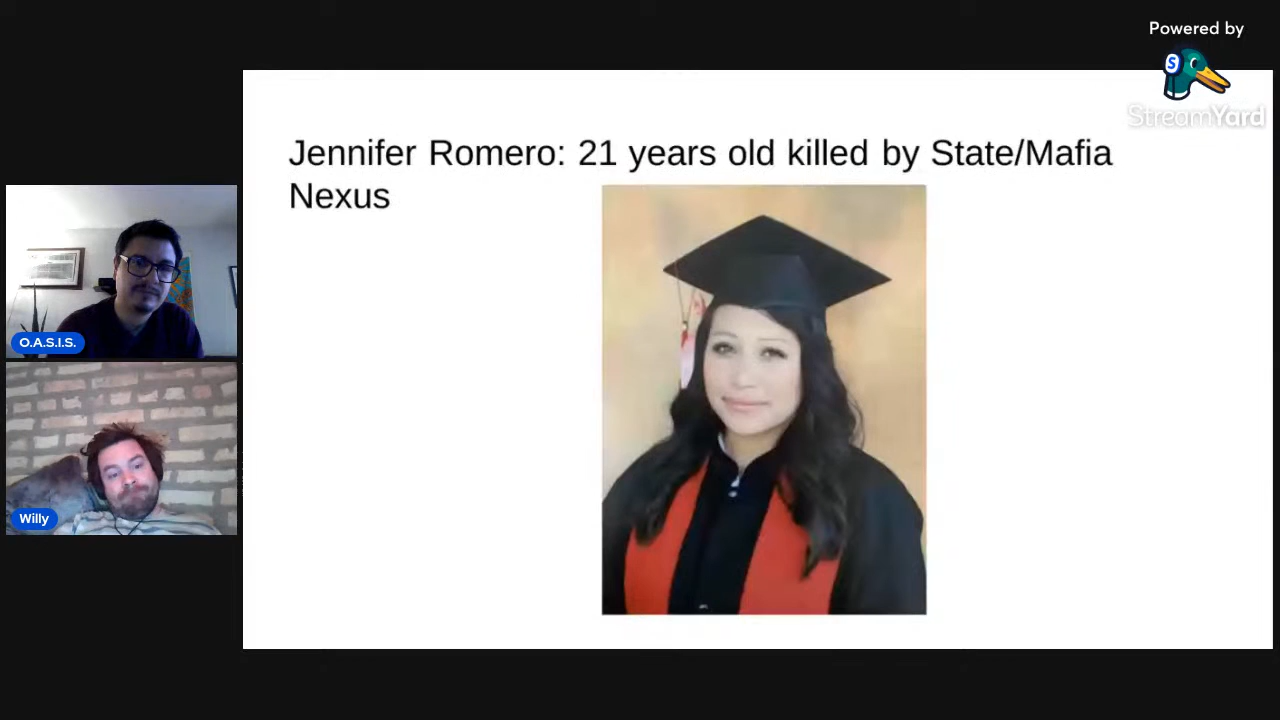 Powered by
StreamYard
Jennifer Romero: 21 years old killed by State/Mafia
Nexus
O.A.S.I.S.
Willy